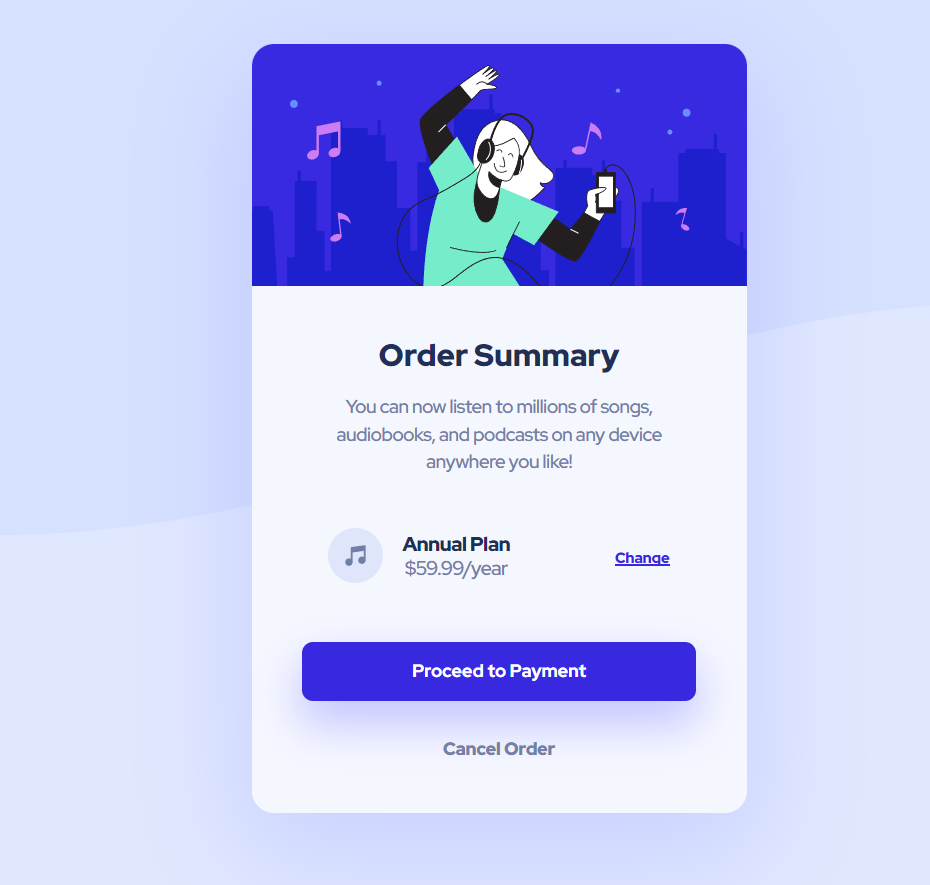 Order Summary
You can now listen to millions of songs,
audiobooks, and podcasts on any device
anywhere you like!
Annual Plan
$59.99/year
Change
Proceed to Payment
Cancel Order